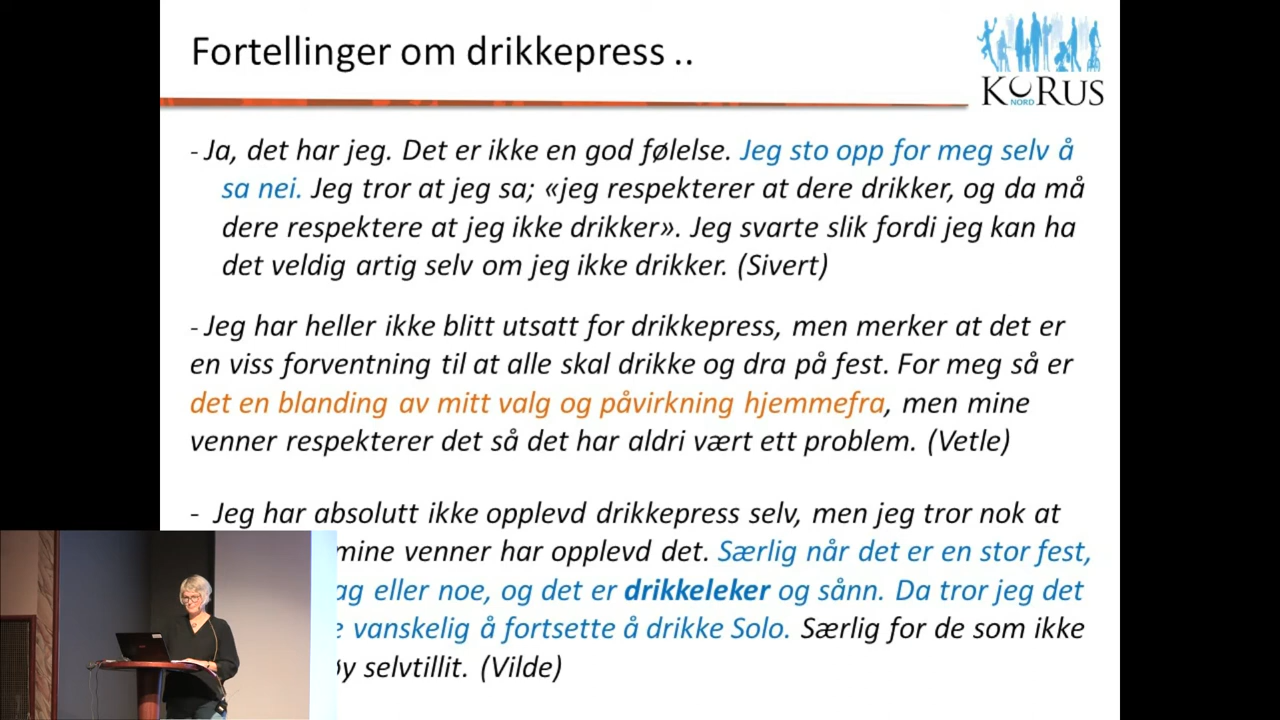 Fortellinger om drikkepress ..
KoRUS
NORD
- Ja, det har jeg. Det er ikke en god følelse. Jeg sto opp for meg selv å
sa nei. Jeg tror at jeg sa; «jeg respekterer at dere drikker, og da må
dere respektere at jeg ikke drikker». Jeg svarte slik fordi jeg kan ha
det veldig artig selv om jeg ikke drikker. (Sivert)
- Jeg har heller ikke blitt utsatt for drikkepress, men merker at det er
en viss forventning til at alle skal drikke og dra på fest. For meg så er
det en blanding av mitt valg og påvirkning hjemmefra, men mine
venner respekterer det så det har aldri vært ett problem. (Vetle)
- Jeg har absolutt ikke opplevd drikkepress selv, men jeg tror nok at
mine venner har opplevd det. Særlig når det er en stor fest,
ag eller noe, og det er drikkeleker og sånn. Da tror jeg det
e vanskelig å fortsette å drikke Solo. Særlig for de som ikke
øy selvtillit. (Vilde)